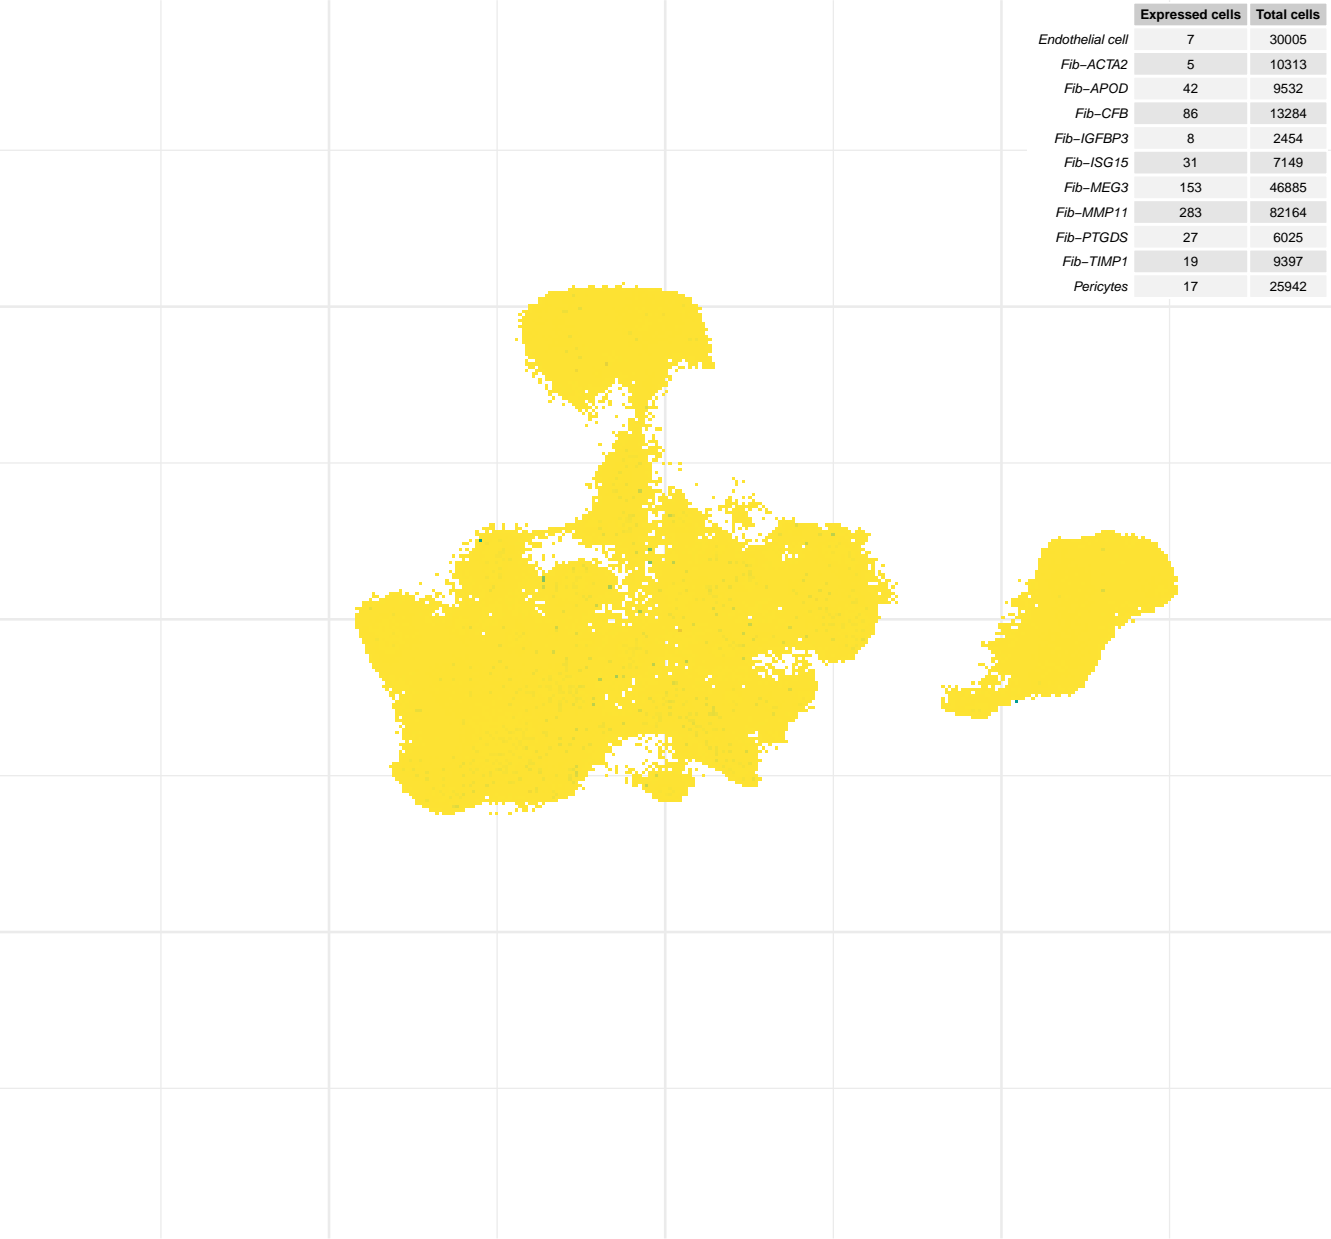 Expressed cells Total cells
Endothelial cell 7 30005
Fib−ACTA2 5 10313
Fib−APOD 42 9532
Fib−CFB 86 13284
Fib−IGFBP3 8 2454
Fib−ISG15 31 7149
Fib−MEG3 153 46885
Fib−MMP11 283 82164
Fib−PTGDS 27 6025
Fib−TIMP1 19 9397
Pericytes 17 25942